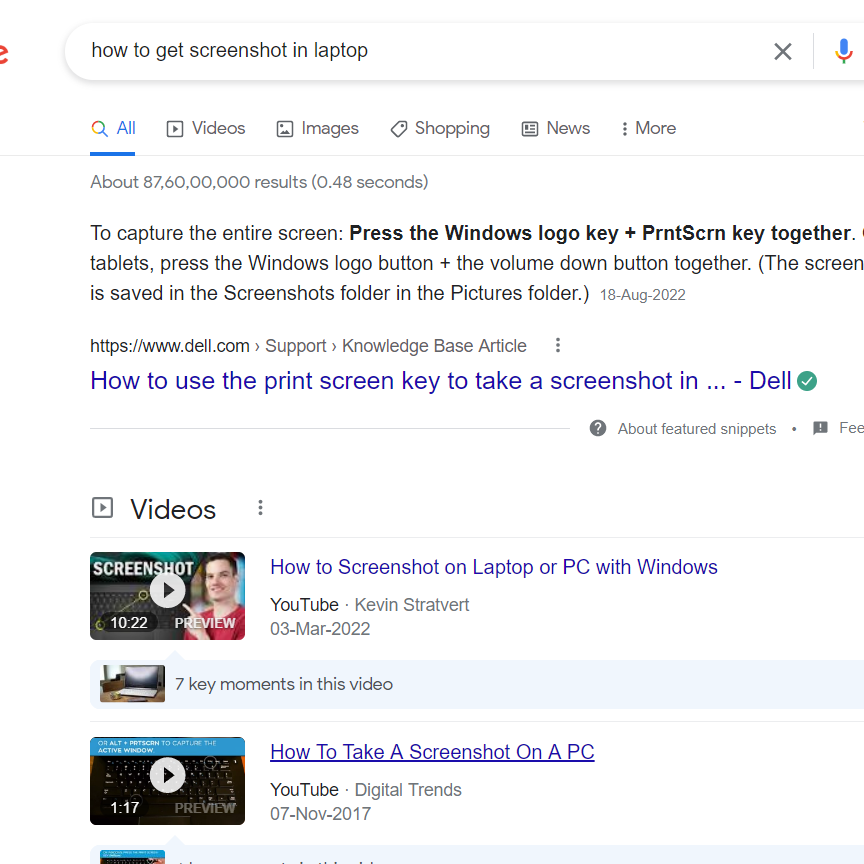 how to get screenshot in laptop
All Videos Images Shopping News More
About 87,60,00,000 results (0.48 seconds)
To capture the entire screen: Press the Windows logo key + PrntScrn key together.
tablets, press the Windows logo button + the volume down button together. (The screen
is saved in the Screenshots folder in the Pictures folder.) 18-Aug-2022
https://www.dell.com › Support › Knowledge Base Article
How to use the print screen key to take a screenshot in ... - Dell
About featured snippets •
Videos
SCREENSHOT
10:22 PREVIEW
How to Screenshot on Laptop or PC with Windows
YouTube · Kevin Stratvert
03-Mar-2022
7 key moments in this video
OR ALT + PRTSCRN TO CAPTURE THE
ACTIVE WINDOW.
1:17 PREVIEW
How To Take A Screenshot On A PC
YouTube · Digital Trends
07-Nov-2017